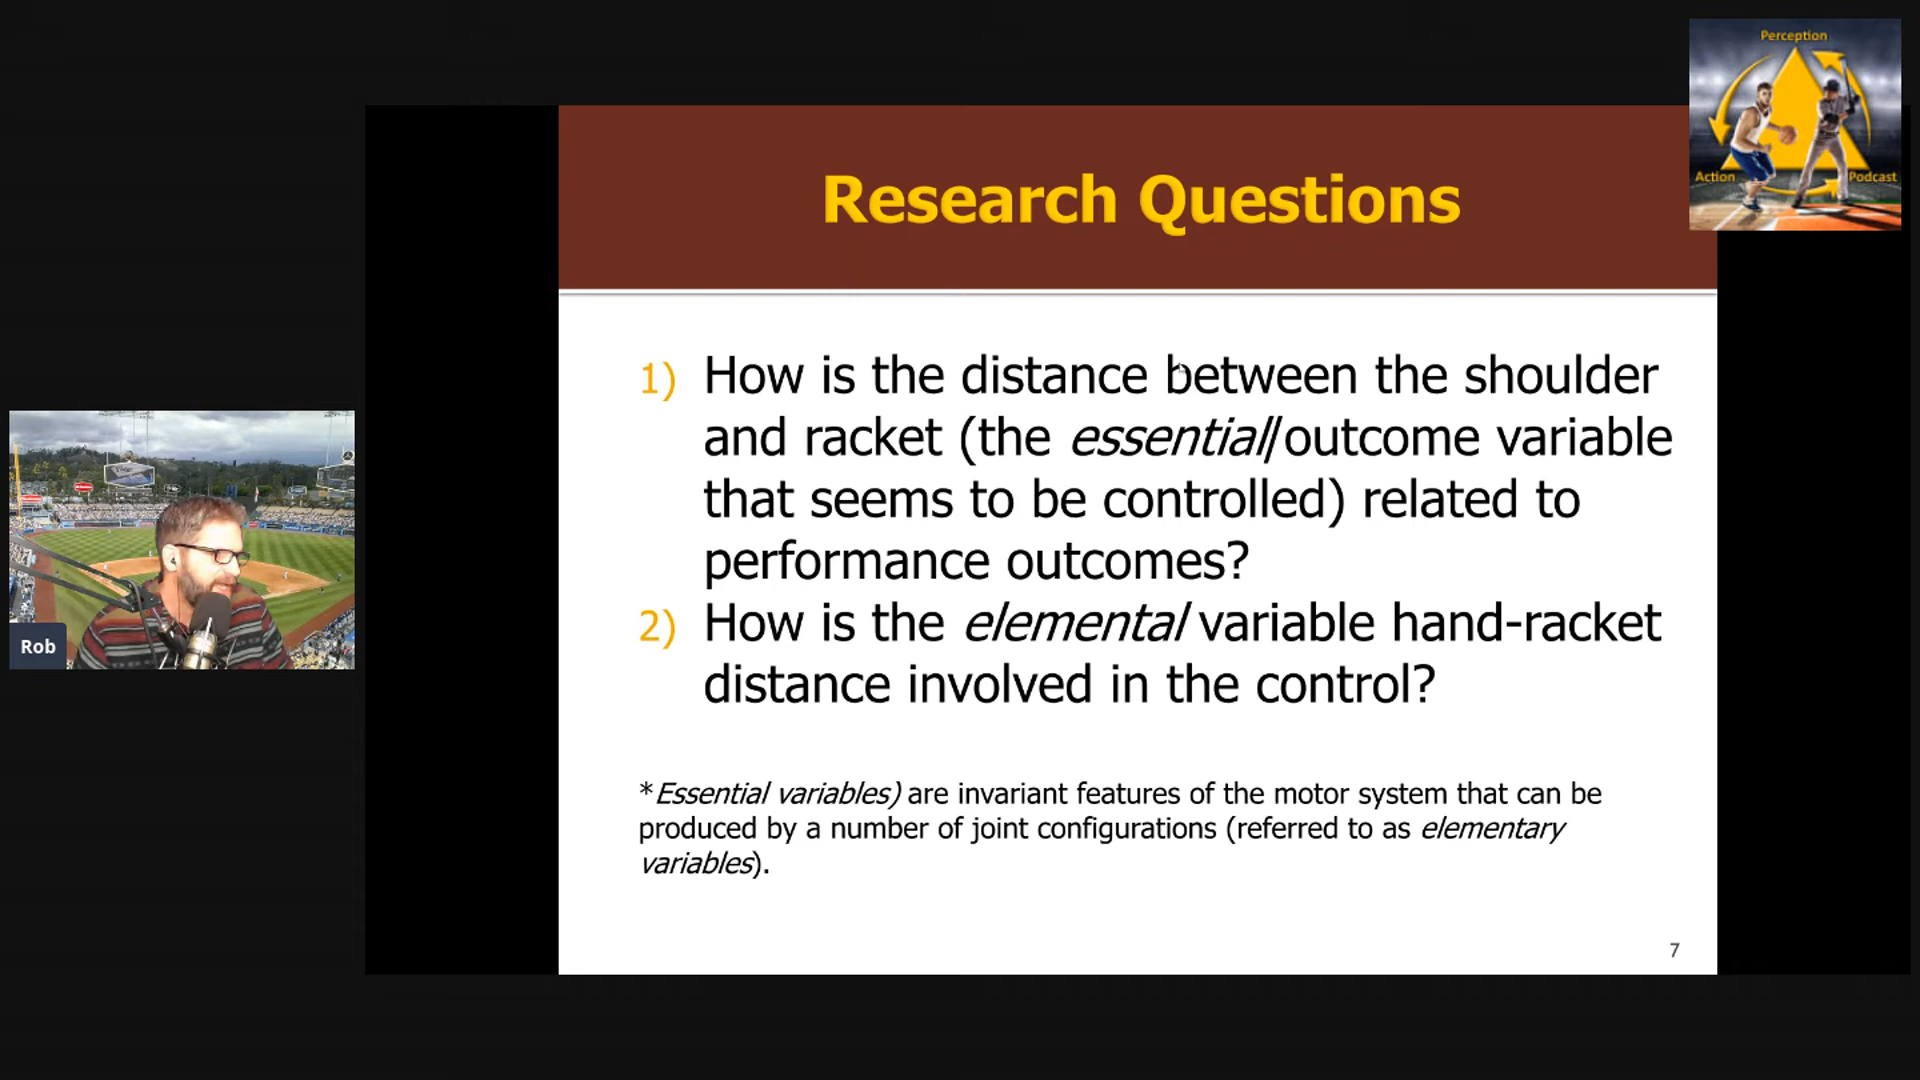 Perception
Action
Podcast
Research Questions
1) How is the distance between the shoulder
and racket (the essential/outcome variable
that seems to be controlled) related to
performance outcomes?
2) How is the elemental variable hand-racket
distance involved in the control?
*Essential variables) are invariant features of the motor system that can be
produced by a number of joint configurations (referred to as elementary
variables).
7
Rob